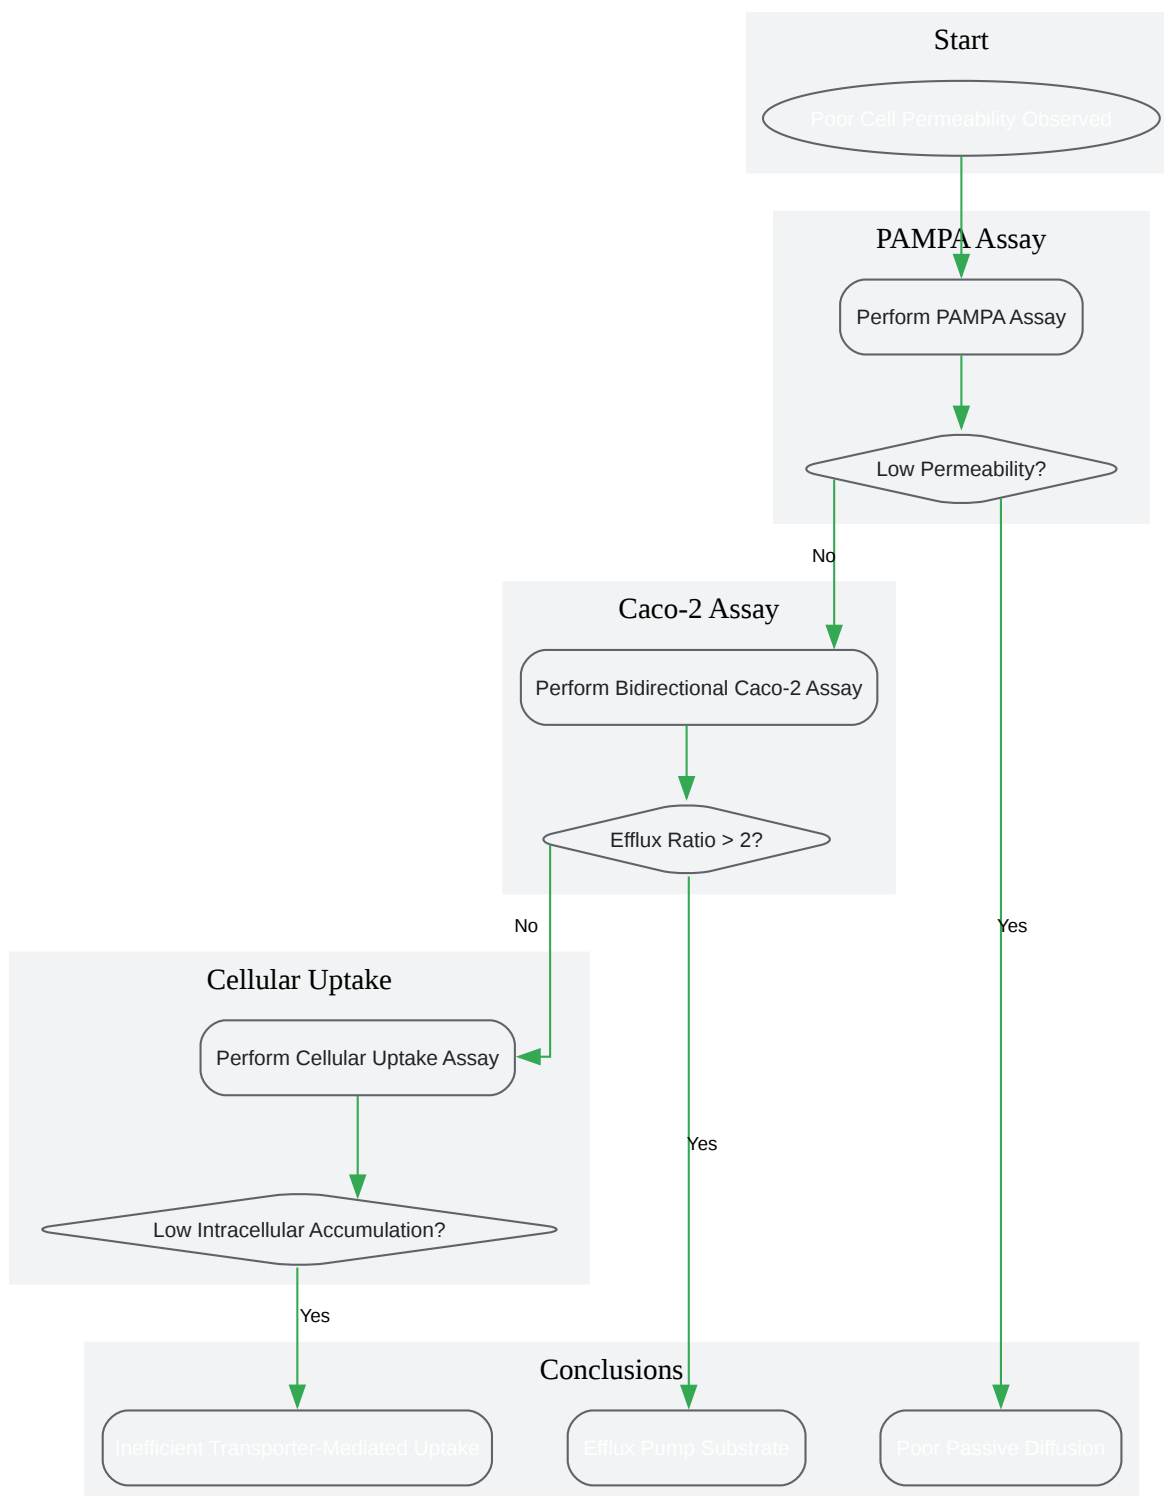 Start
Poor Cell Permeability Observed
PAMPA Assay
Perform PAMPA Assay
Low Permeability?
No
Caco-2 Assay
Perform Bidirectional Caco-2 Assay
Efflux Ratio > 2?
No
Yes
Cellular Uptake
Perform Cellular Uptake Assay
Yes
Low Intracellular Accumulation?
Yes
Conclusions
Inefficient Transporter-Mediated Uptake
Efflux Pump Substrate
Poor Passive Diffusion